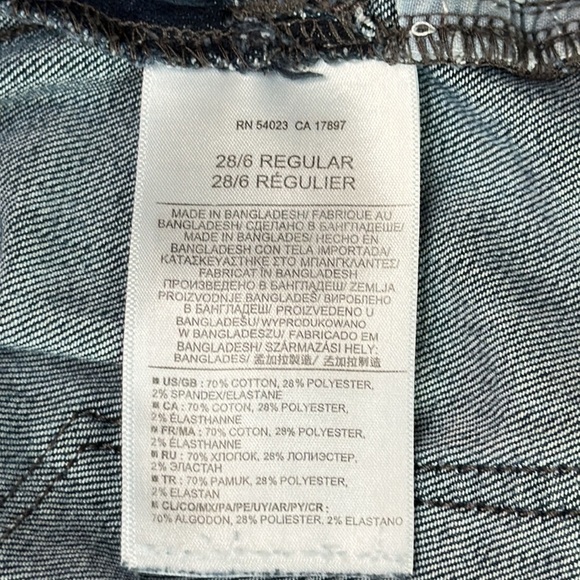 RN 54023 CA 17897
28/6 REGULAR
28/6 RÉGULIER
MADE IN BANGLADESH/ FABRIQUE AU
BANGLADESH/ СДЕЛАНО В БАНГЛАДЕШЕ/
MADE IN BANGLADES/ HECHO EN
BANGLADESH CON TELA IMPORTADA/
ΚΑΤΑΣΚΕΥΑΣΤΗΚΕ ΣΤΟ ΜΠΑΝΓΚΛΑΝΤΕΣ/
FABRICAT ÎN BANGLADESH
ПРОИЗВЕДЕНО В БАНГЛАДЕШ/ ZEMLJA
PROIZVODNJE BANGLADEŠ/ ВИРОБЛЕНО
В БАНГЛАДЕШ/ PROIZVEDENO U
BANGLADEŠU/ WYPRODUKOWANO
W BANGLADESZU/ FABRICADO EM
BANGLADESH/ SZÁRMAZÁSI HELY:
BANGLADES/ 孟加拉製造/ 孟加拉制造
US/GB : 70% COTTON, 28% POLYESTER,
2% SPANDEX/ELASTANE
CA : 70% COTON, 28% POLYESTER,
2% ÉLASTHANNE
FR/MA : 70% COTON, 28% POLYESTER,
2% ÉLASTHANNE
RU : 70% ХЛОПОК, 28% ПОЛИЭСТЕР,
2% ЭЛАСТАН
TR : 70% PAMUK, 28% POLYESTER,
2% ELASTAN
CL/CO/MX/PA/PE/UY/AR/PY/CR ;
70% ALGODON, 28% POLIESTER, 2% ELASTANO